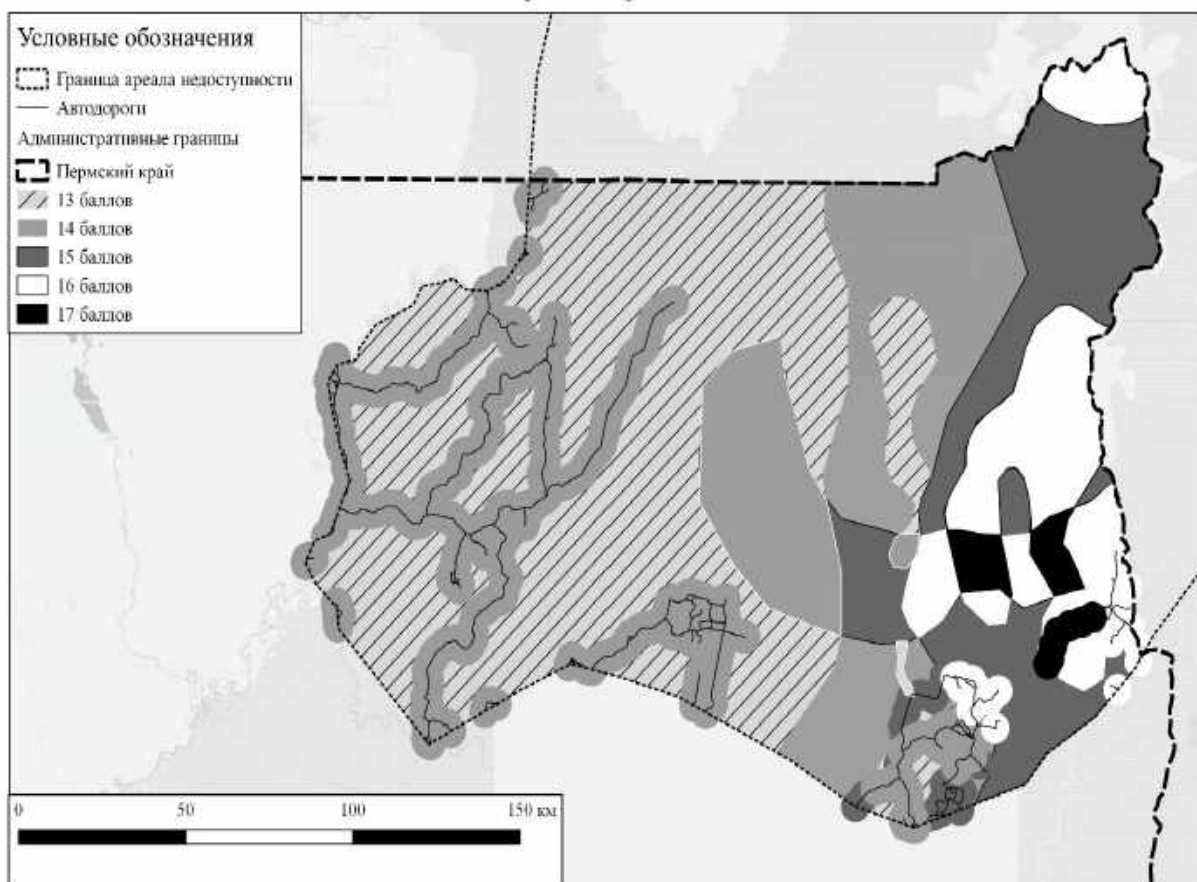 Условные обозначения
Граница ареала недоступности
Автодороги
Административные границы
Пермский край
13 баллов
14 баллов
15 баллов
16 баллов
17 баллов
0 50 100 150 км